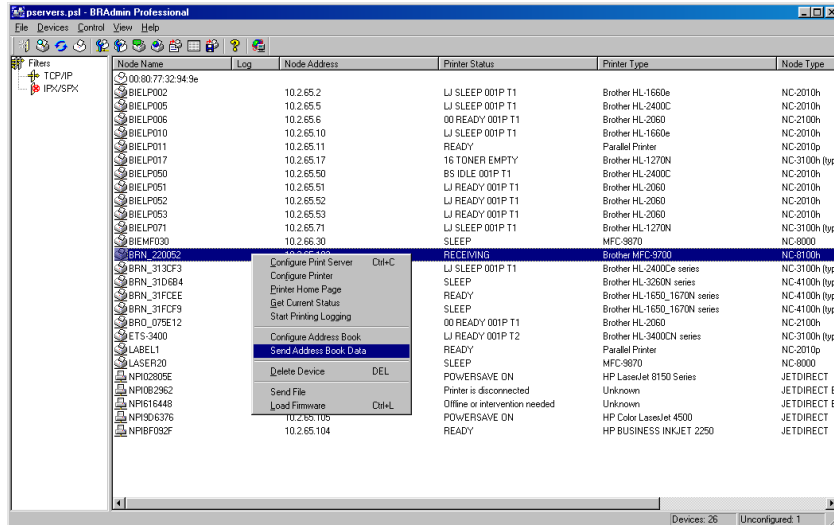 pservers.psl - BRAdmin Professional
File Devices Control View Help
Filters
TCP/IP
IPX/SPX
Node Name Log Node Address Printer Status Printer Type Node Type
00:80:77:32:94:9e
BIELP002 10.2.65.2 LJ SLEEP 001P T1 Brother HL-1660e NC-2010h
BIELP005 10.2.65.5 LJ SLEEP 001P T1 Brother HL-2400C NC-2010h
BIELP006 10.2.65.6 00 READY 001P T1 Brother HL-2060 NC-2100h
BIELP010 10.2.65.10 LJ SLEEP 001P T1 Brother HL-1660e NC-2010h
BIELP011 10.2.65.11 READY Parallel Printer NC-2010p
BIELP017 10.2.65.17 16 TONER EMPTY Brother HL-1270N NC-3100h (typ
BIELP050 10.2.65.50 BS IDLE 001P T1 Brother HL-2400C NC-2010h
BIELP051 10.2.65.51 LJ READY 001P T1 Brother HL-2060 NC-2010h
BIELP052 10.2.65.52 LJ READY 001P T1 Brother HL-2060 NC-2010h
BIELP053 10.2.65.53 LJ READY 001P T1 Brother HL-2060 NC-2010h
BIELP071 10.2.65.71 LJ READY 001P T1 Brother HL-1270N NC-3100h (typ
BIEMF030 10.2.66.30 SLEEP MFC-9870 NC-8000
BRN_220052 RECEIVING Brother MFC-9700 NC-8100h
BRN_313CF3 LJ SLEEP 001P T1 Brother HL-2400Ce series NC-3100h (typ
BRN_31D6B4 SLEEP Brother HL-3260N series NC-4100h (typ
BRN_31FCEE READY Brother HL-1650_1670N series NC-4100h (typ
BRN_31FCF9 SLEEP Brother HL-1650_1670N series NC-4100h (typ
BRO_075E12 00 READY 001P T1 Brother HL-2060 NC-2100h
ETS-3400 LJ READY 001P T2 Brother HL-3400CN series NC-3100h (typ
LABEL1 READY Parallel Printer NC-2010p
LASER20 SLEEP MFC-9870 NC-8000
NPI02805E POWERSAVE ON HP LaserJet 8150 Series JETDIRECT
NPI0B2962 Printer is disconnected Unknown JETDIRECT E
NPI616448 Offline or intervention needed Unknown JETDIRECT E
NPI9D6376 10.2.65.105 POWERSAVE ON HP Color LaserJet 4500 JETDIRECT
NPIBF092F 10.2.65.104 READY HP BUSINESS INKJET 2250 JETDIRECT
Configure Print Server Ctrl+C
Configure Printer
Printer Home Page
Get Current Status
Start Printing Logging
Configure Address Book
Send Address Book Data
Delete Device DEL
Send File
Load Firmware Ctrl+L
Devices: 26 Unconfigured: 1